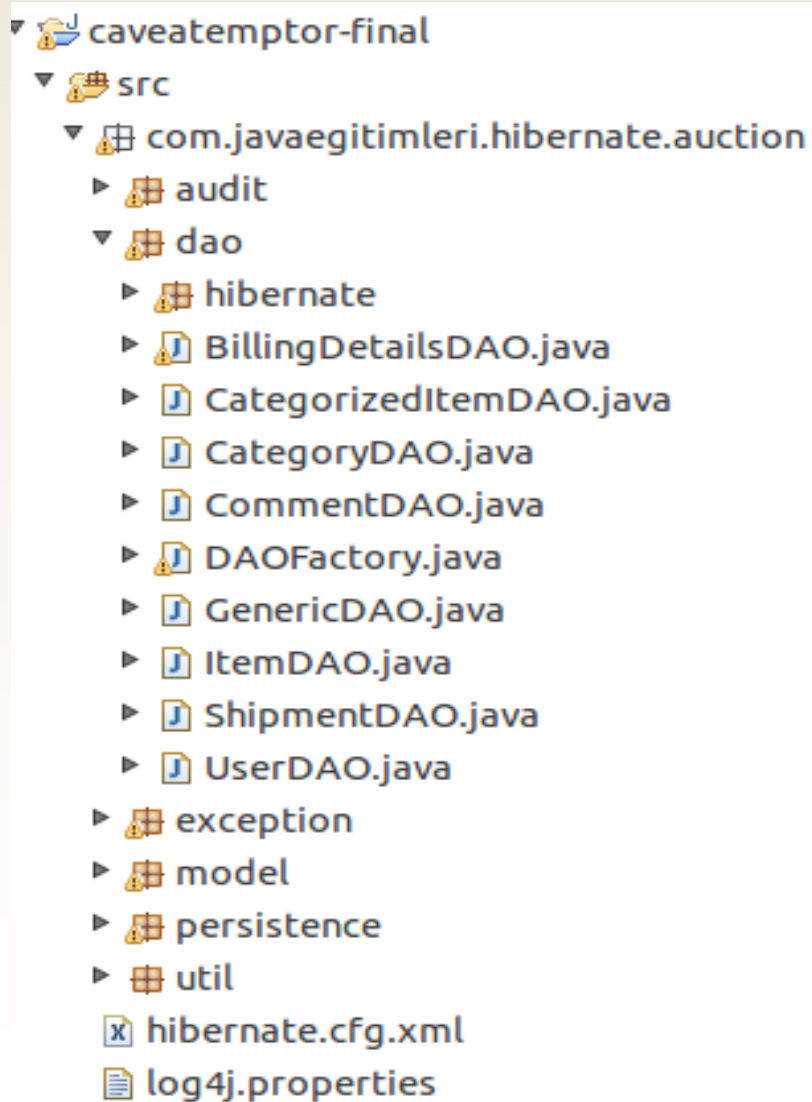 caveatemptor-final
src
com.javaegitimleri.hibernate.auction
audit
dao
hibernate
BillingDetailsDAO.java
CategorizedItemDAO.java
CategoryDAO.java
CommentDAO.java
DAOFactory.java
GenericDAO.java
ItemDAO.java
ShipmentDAO.java
UserDAO.java
exception
model
persistence
util
hibernate.cfg.xml
log4j.properties